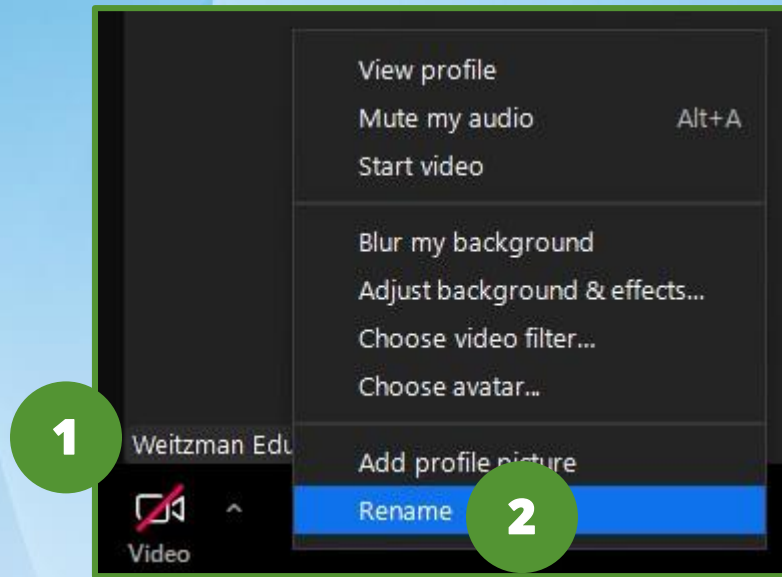 View profile
Mute my audio Alt+A
Start video
Blur my background
Adjust background & effects...
Choose video filter...
Choose avatar...
1
Weitzman Edu
Add profile picture
Rename 2
Video